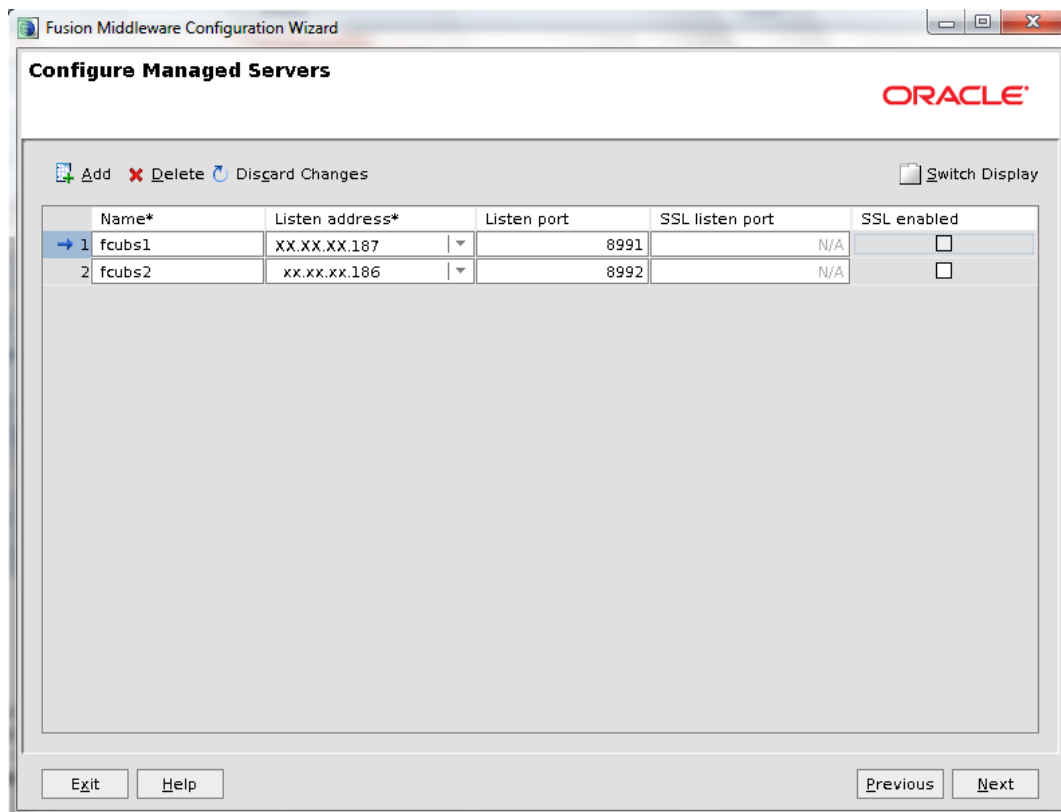 Fusion Middleware Configuration Wizard
Configure Managed Servers
ORACLE
Add Delete Discard Changes Switch Display
Name* Listen address* Listen port SSL listen port SSL enabled
1 fcubs1 XX.XX.XX.187 8991 N/A
2 fcubs2 xx.xx.xx.186 8992 N/A
Exit Help Previous Next